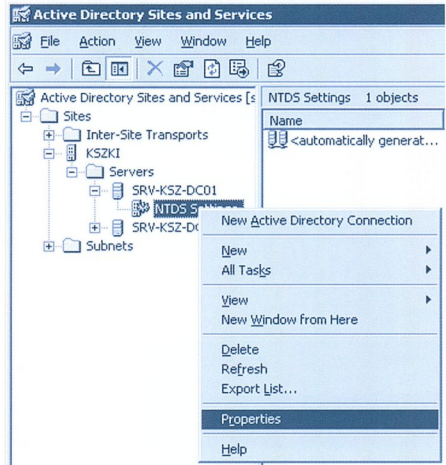 Active Directory Sites and Services
File Action View Window Help
Active Directory Sites and Services [s
NTDS Settings 1 objects
Sites
Name
Inter-Site Transports
<automatically generat...
KSZKI
Servers
SRV-KSZ-DC01
NTDS S
SRV-KSZ-DC
Subnets
New Active Directory Connection
New
All Tasks
View
New Window from Here
Delete
Refresh
Export List...
Properties
Help